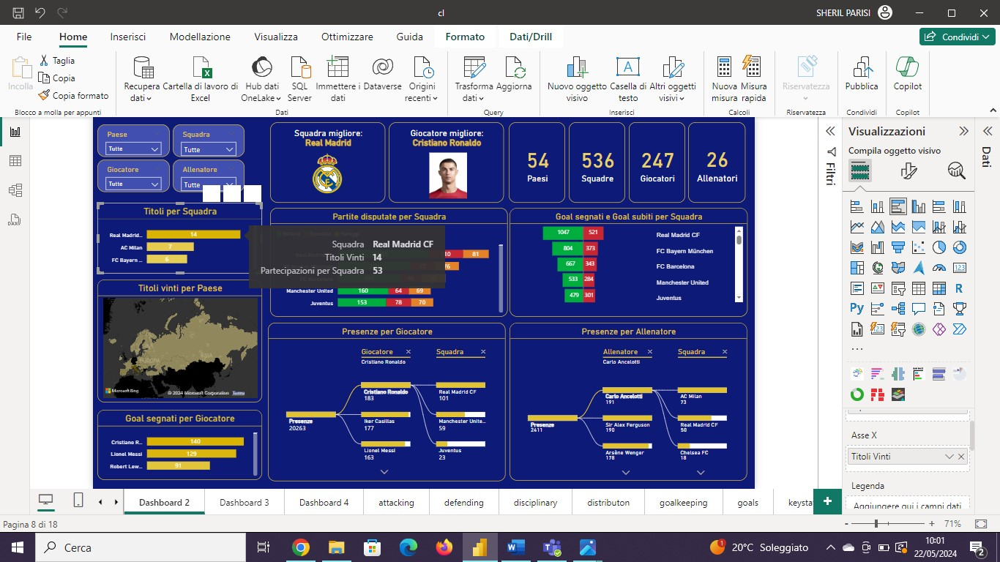 cl
SHERIL PARISI
File Home Inserisci Modellazione Visualizza Ottimizzare Guida Formato Dati/Drill Condividi
Incolla
Taglia
Copia
Copia formato
Blocco a molla per appunti
Recupera dati
Cartella di lavoro di Excel
Hub dati OneLake
SQL Server
Immettere i dati
Dataverse
Origini recenti
Dati
Trasforma dati
Aggiorna
Query
Nuovo oggetto visivo
Casella di testo
Altri oggetti visivi
Inserisci
Nuova misura
Misura rapida
Calcoli
Riservatezza
Riservatezza
Pubblica
Condividi
Copilot
Copilot
Paese
Tutte
Squadra
Tutte
Giocatore
Tutte
Allenatore
Tutte
Squadra migliore:
Real Madrid
Giocatore migliore:
Cristiano Ronaldo
54
Paesi
536
Squadre
247
Giocatori
26
Allenatori
Titoli per Squadra
Real Madrid... 14
AC Milan 7
FC Bayern ... 6
Squadra Real Madrid CF
Titoli Vinti 14
Partecipazioni per Squadra 53
Partite disputate per Squadra
81
Manchester United 160 64 69
Juventus 153 78 70
Goal segnati e Goal subiti per Squadra
1047 521 Real Madrid CF
804 373 FC Bayern München
667 343 FC Barcelona
533 284 Manchester United
479 301 Juventus
Titoli vinti per Paese
EUROPA
ASIA
Microsoft Bing
© 2024 Microsoft Corporation Terms
Goal segnati per Giocatore
Cristiano R... 140
Lionel Messi 129
Robert Lew... 91
Presenze per Giocatore
Giocatore
Cristiano Ronaldo
Squadra
Presenze
20263
Cristiano Ronaldo
183
Iker Casillas
177
Lionel Messi
163
Real Madrid CF
101
Manchester Unite...
59
Juventus
23
Presenze per Allenatore
Allenatore
Carlo Ancelotti
Squadra
Presenze
2411
Carlo Ancelotti
191
Sir Alex Ferguson
190
Arsène Wenger
178
AC Milan
73
Real Madrid CF
50
Chelsea FC
18
Filtri
Visualizzazioni
Compila oggetto visivo
Asse X
Titoli Vinti
Legenda
Aggiungere qui i campi dati
Dati
Dashboard 2 Dashboard 3 Dashboard 4 attacking defending disciplinary distributon goalkeeping goals keysta
Pagina 8 di 18
71%
Cerca
20°C Soleggiato
10:01
22/05/2024
2